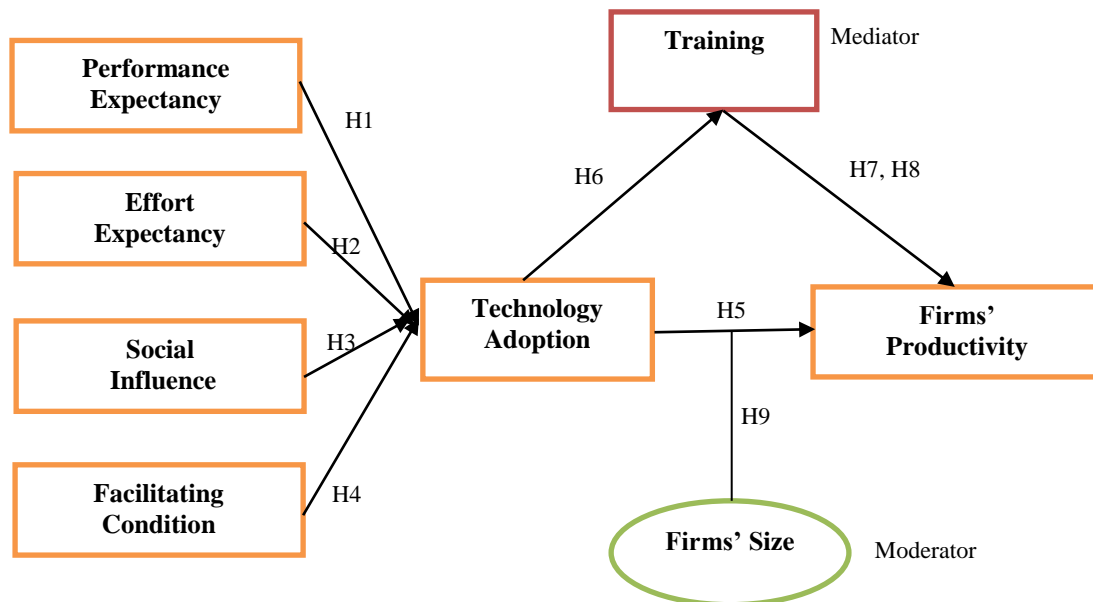 Performance
Expectancy
H1
Effort
Expectancy
H2
Social
Influence
H3
Facilitating
Condition
H4
Technology
Adoption
H6
Training
Mediator
H7, H8
H5
Firms’
Productivity
H9
Firms’ Size
Moderator